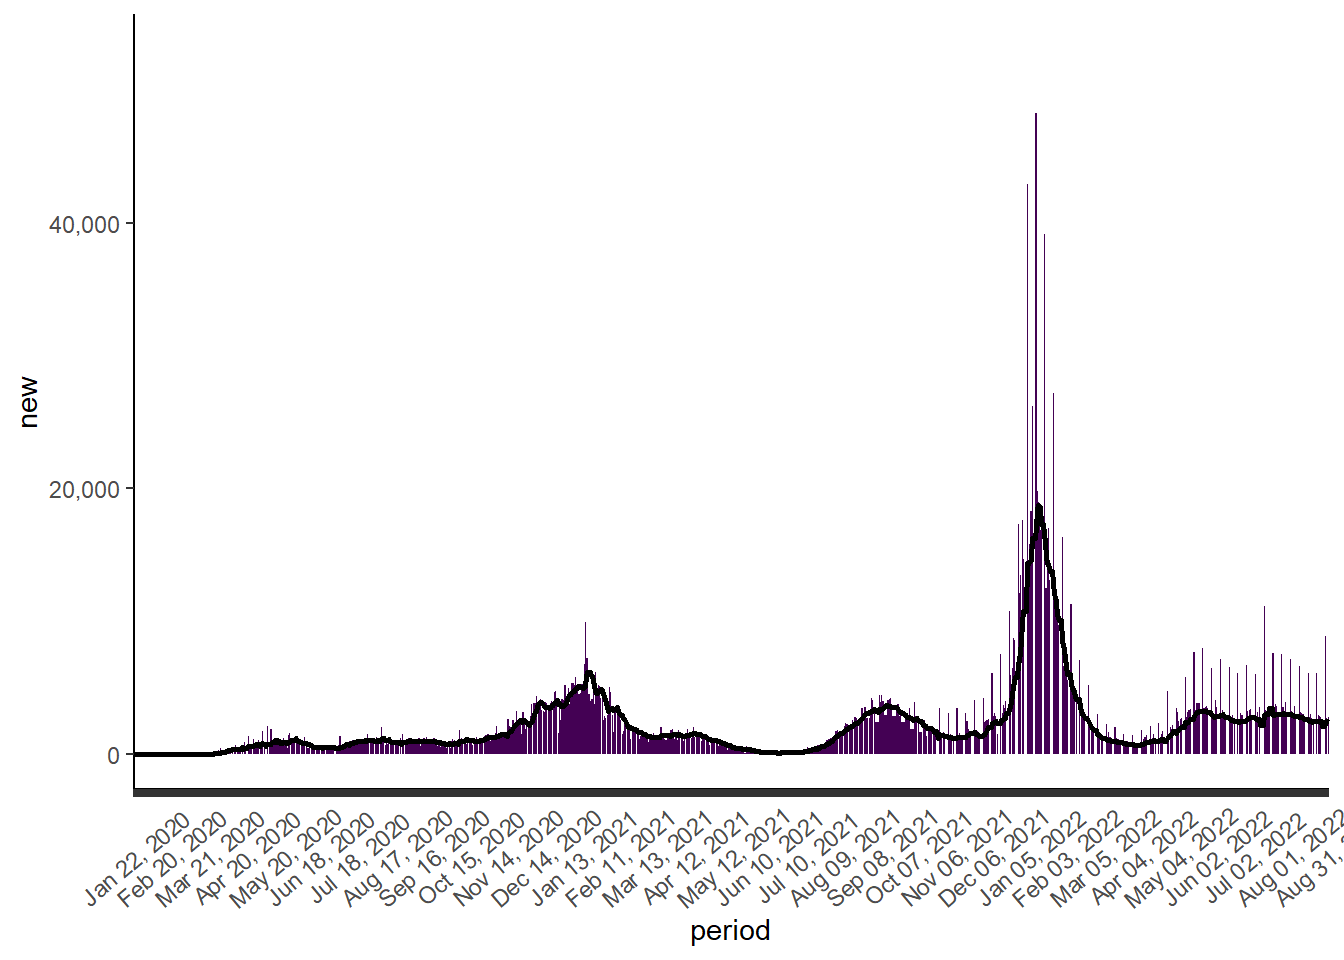 new
40,000
20,000
0
Jan 22, 2020
Feb 20, 2020
Mar 21, 2020
Apr 20, 2020
May 20, 2020
Jun 18, 2020
Jul 18, 2020
Aug 17, 2020
Sep 16, 2020
Oct 15, 2020
Nov 14, 2020
Dec 14, 2020
Jan 13, 2021
Feb 11, 2021
Mar 13, 2021
Apr 12, 2021
May 12, 2021
Jun 10, 2021
Jul 10, 2021
Aug 09, 2021
Sep 08, 2021
Oct 07, 2021
Nov 06, 2021
Dec 06, 2021
Jan 05, 2022
Feb 03, 2022
Mar 05, 2022
Apr 04, 2022
May 04, 2022
Jun 02, 2022
Jul 02, 2022
Aug 01, 2022
Aug 31,
period